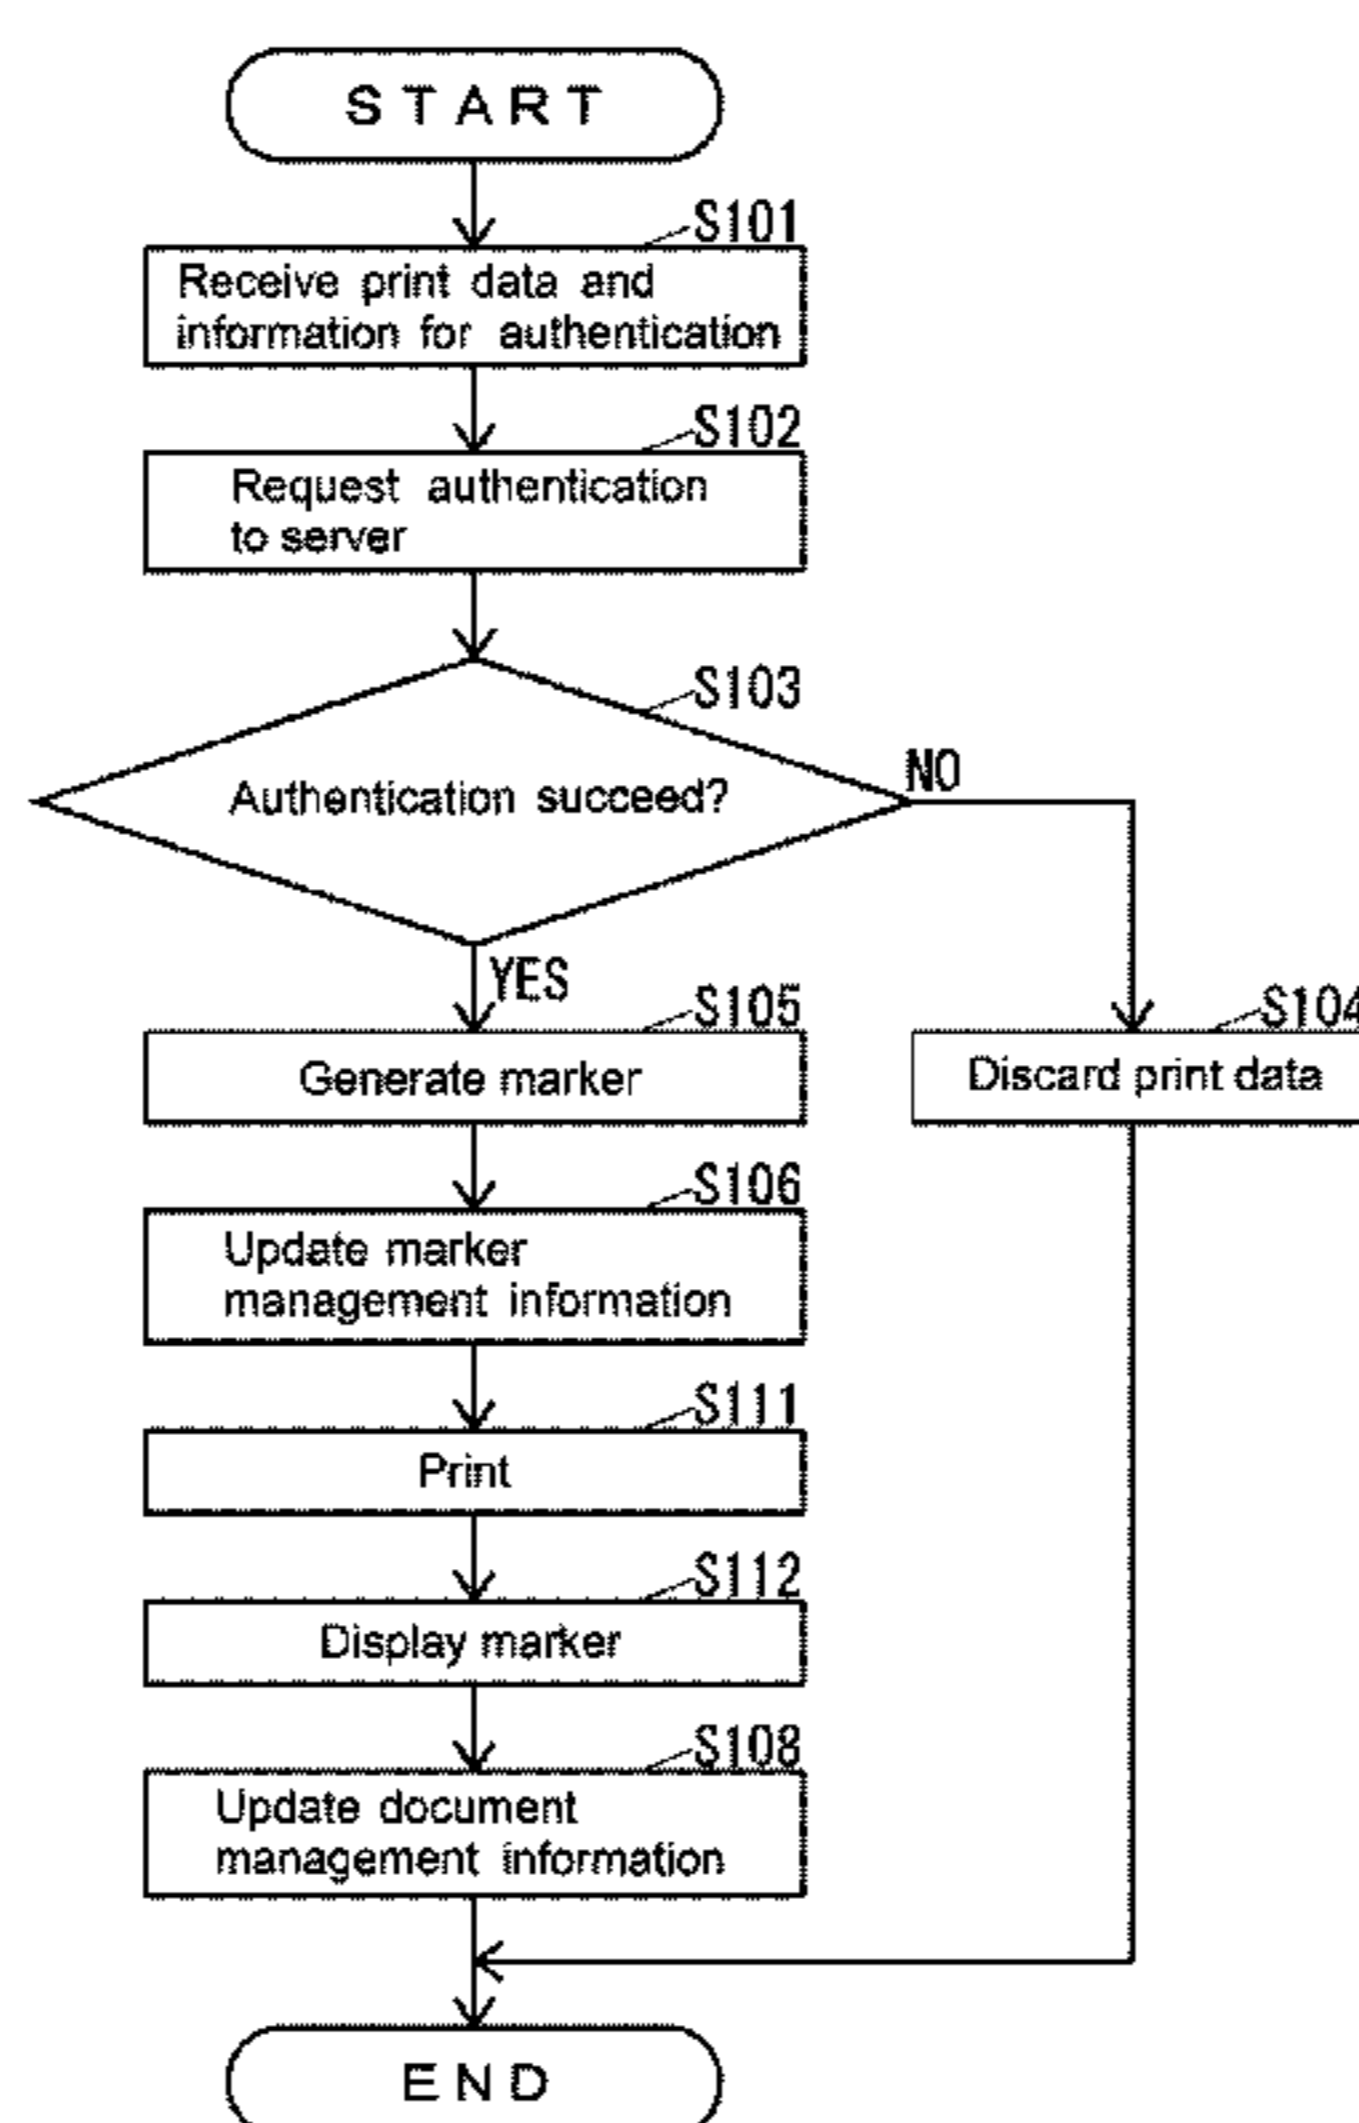 START
S101
Receive print data and
information for authentication
S102
Request authentication
to server
S103
Authentication succeed?
NO
YES
S105
Generate marker
S104
Discard print data
S106
Update marker
management information
S111
Print
S112
Display marker
S108
Update document
management information
END